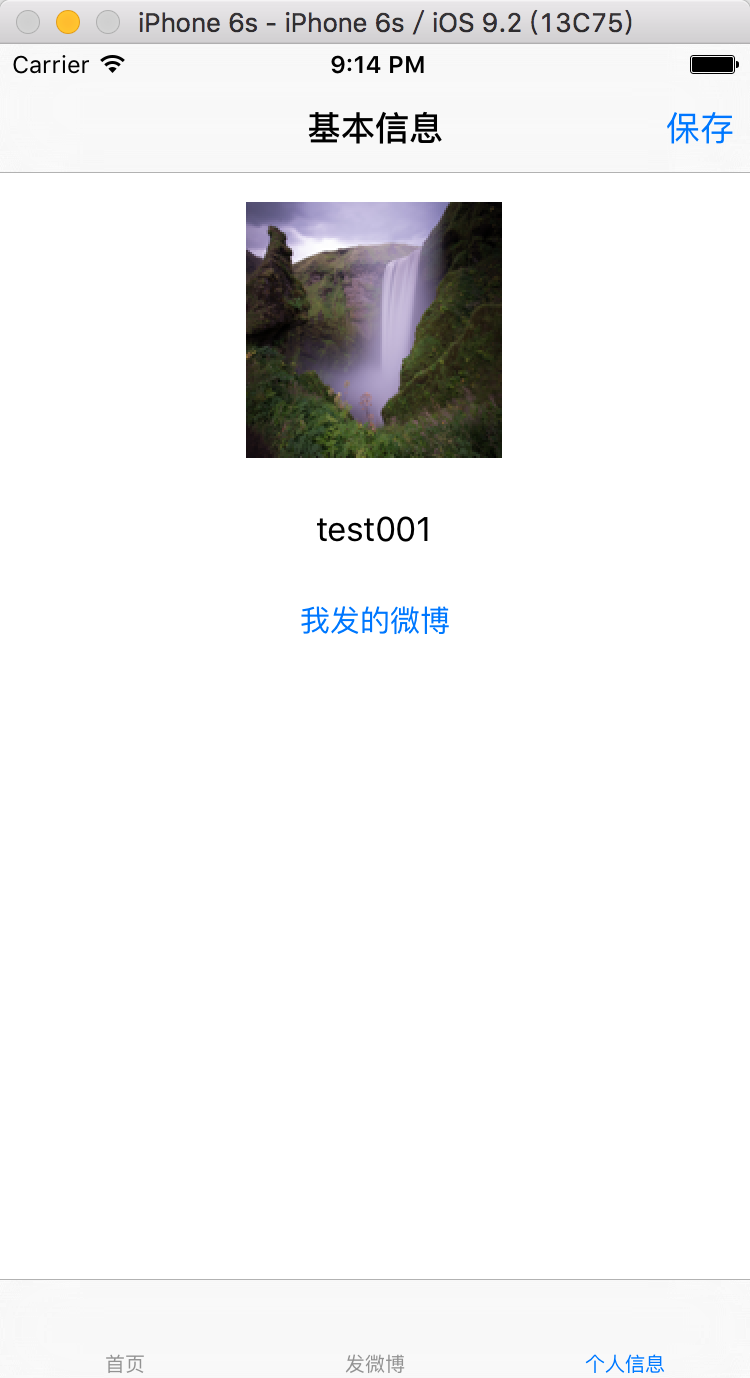 iPhone 6s - iPhone 6s / iOS 9.2 (13C75)
Carrier 9:14 PM
基本信息 保存
test001
我发的微博
首页 发微博 个人信息